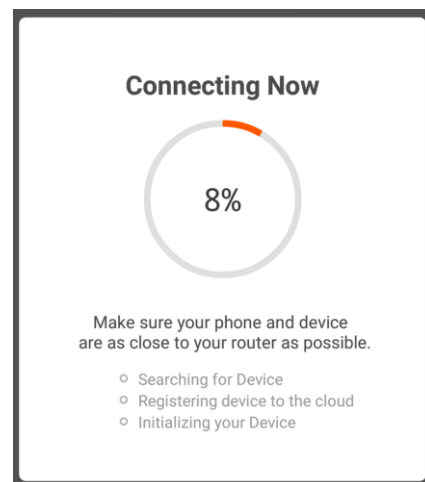 Connecting Now
8%
Make sure your phone and device
are as close to your router as possible.
Searching for Device
Registering device to the cloud
Initializing your Device